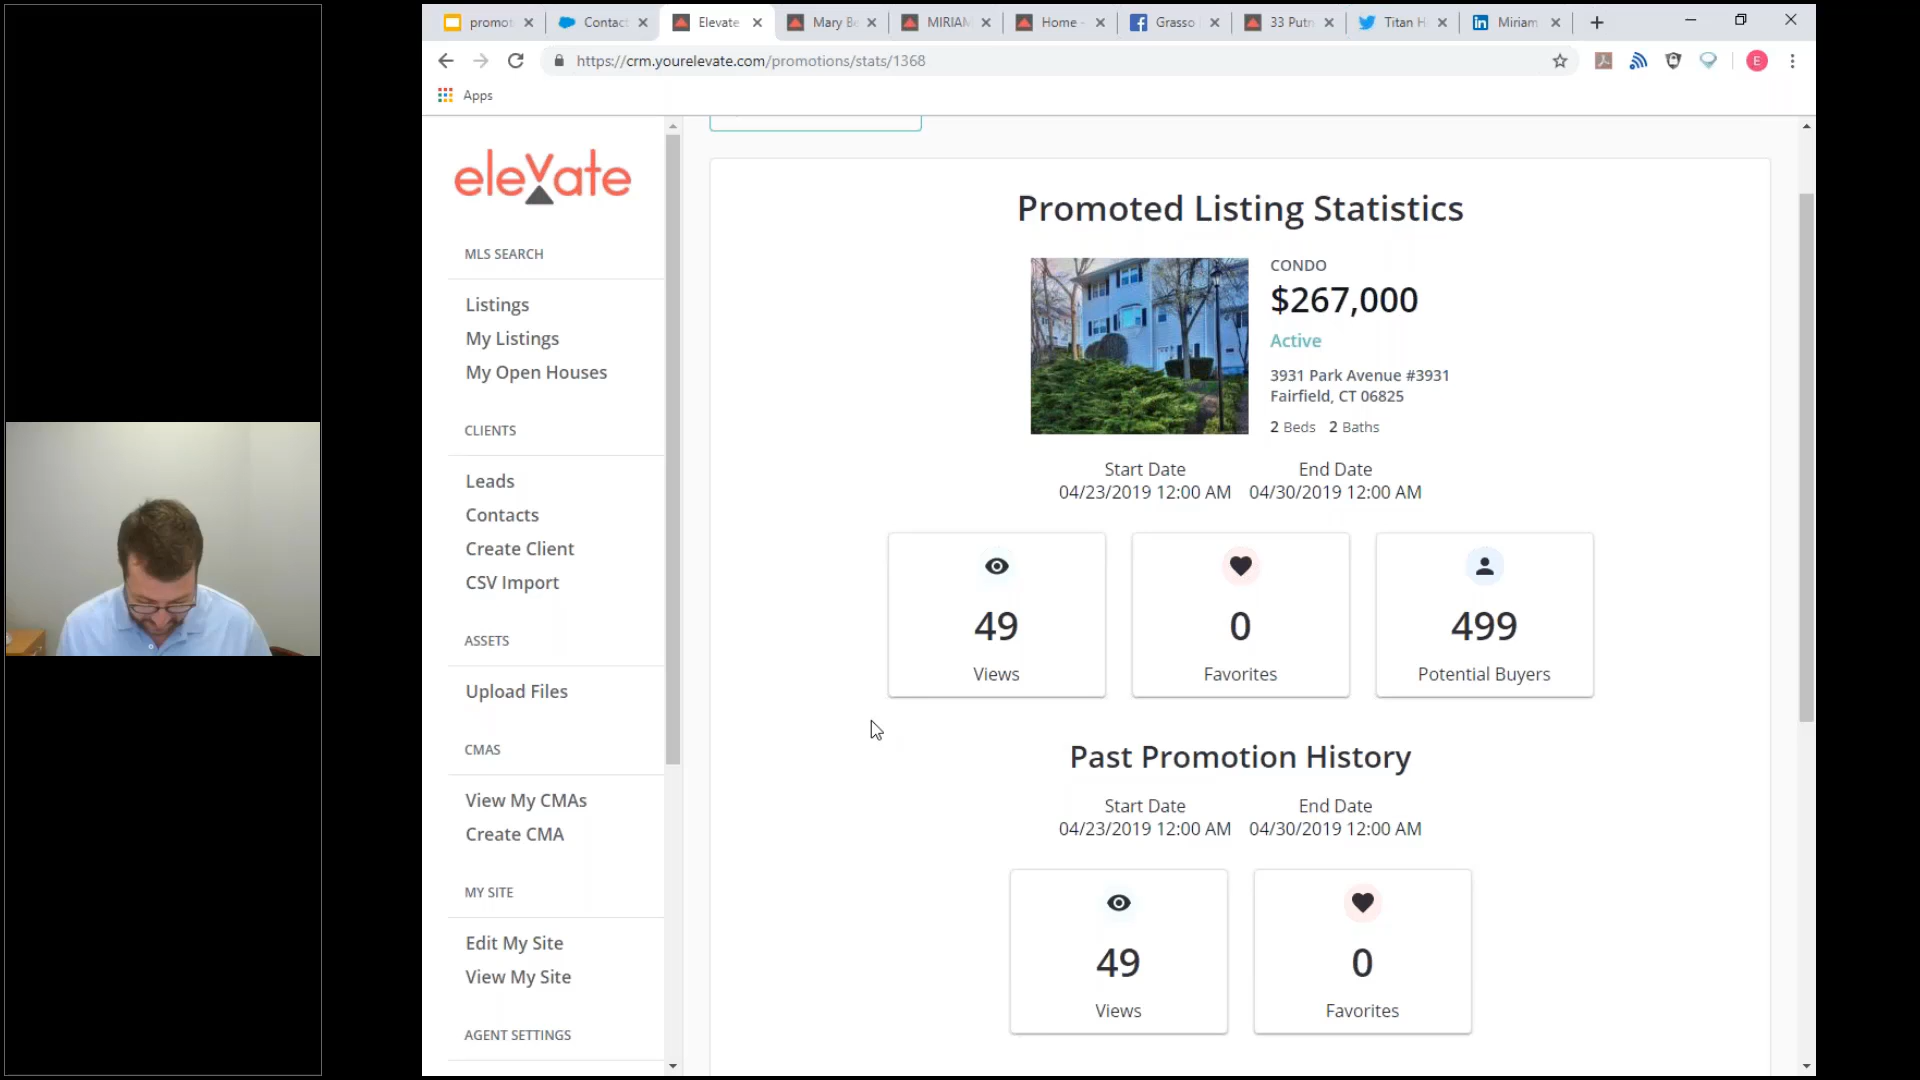 promot
Contac
Elevate
Mary Be
MIRIAM
Home -
Grasso
33 Putn
Titan H
Miriam
https://crm.yourelevate.com/promotions/stats/1368
E
Apps
elevate
MLS SEARCH
Listings
My Listings
My Open Houses
CLIENTS
Leads
Contacts
Create Client
CSV Import
ASSETS
Upload Files
CMAS
View My CMAs
Create CMA
MY SITE
Edit My Site
View My Site
AGENT SETTINGS
Promoted Listing Statistics
CONDO
$267,000
Active
3931 Park Avenue #3931
Fairfield, CT 06825
2 Beds 2 Baths
Start Date End Date
04/23/2019 12:00 AM 04/30/2019 12:00 AM
49 0 499
Views Favorites Potential Buyers
Past Promotion History
Start Date End Date
04/23/2019 12:00 AM 04/30/2019 12:00 AM
49 0
Views Favorites